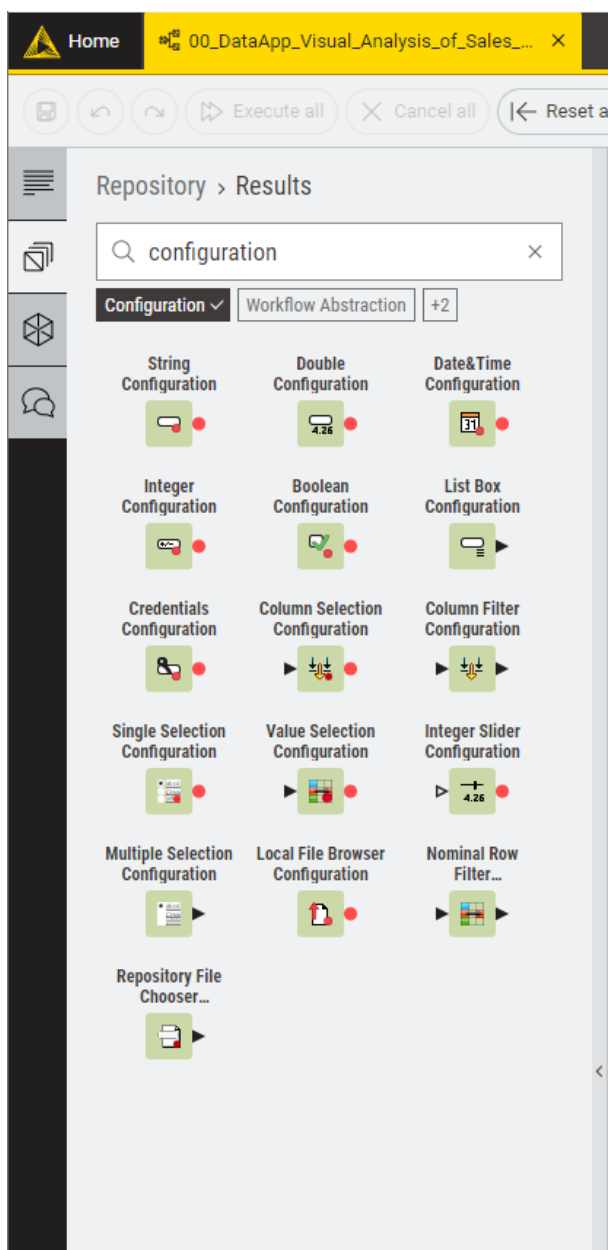 Home
00_DataApp_Visual_Analysis_of_Sales_...
Execute all
Cancel all
Reset a
Repository › Results
configuration
Configuration
Workflow Abstraction
+2
String
Configuration
Double
Configuration
4.26
Date&Time
Configuration
31
Integer
Configuration
Boolean
Configuration
List Box
Configuration
Credentials
Configuration
Column Selection
Configuration
Column Filter
Configuration
Single Selection
Configuration
Value Selection
Configuration
Integer Slider
Configuration
4.26
Multiple Selection
Configuration
Local File Browser
Configuration
Nominal Row
Filter...
Repository File
Chooser...